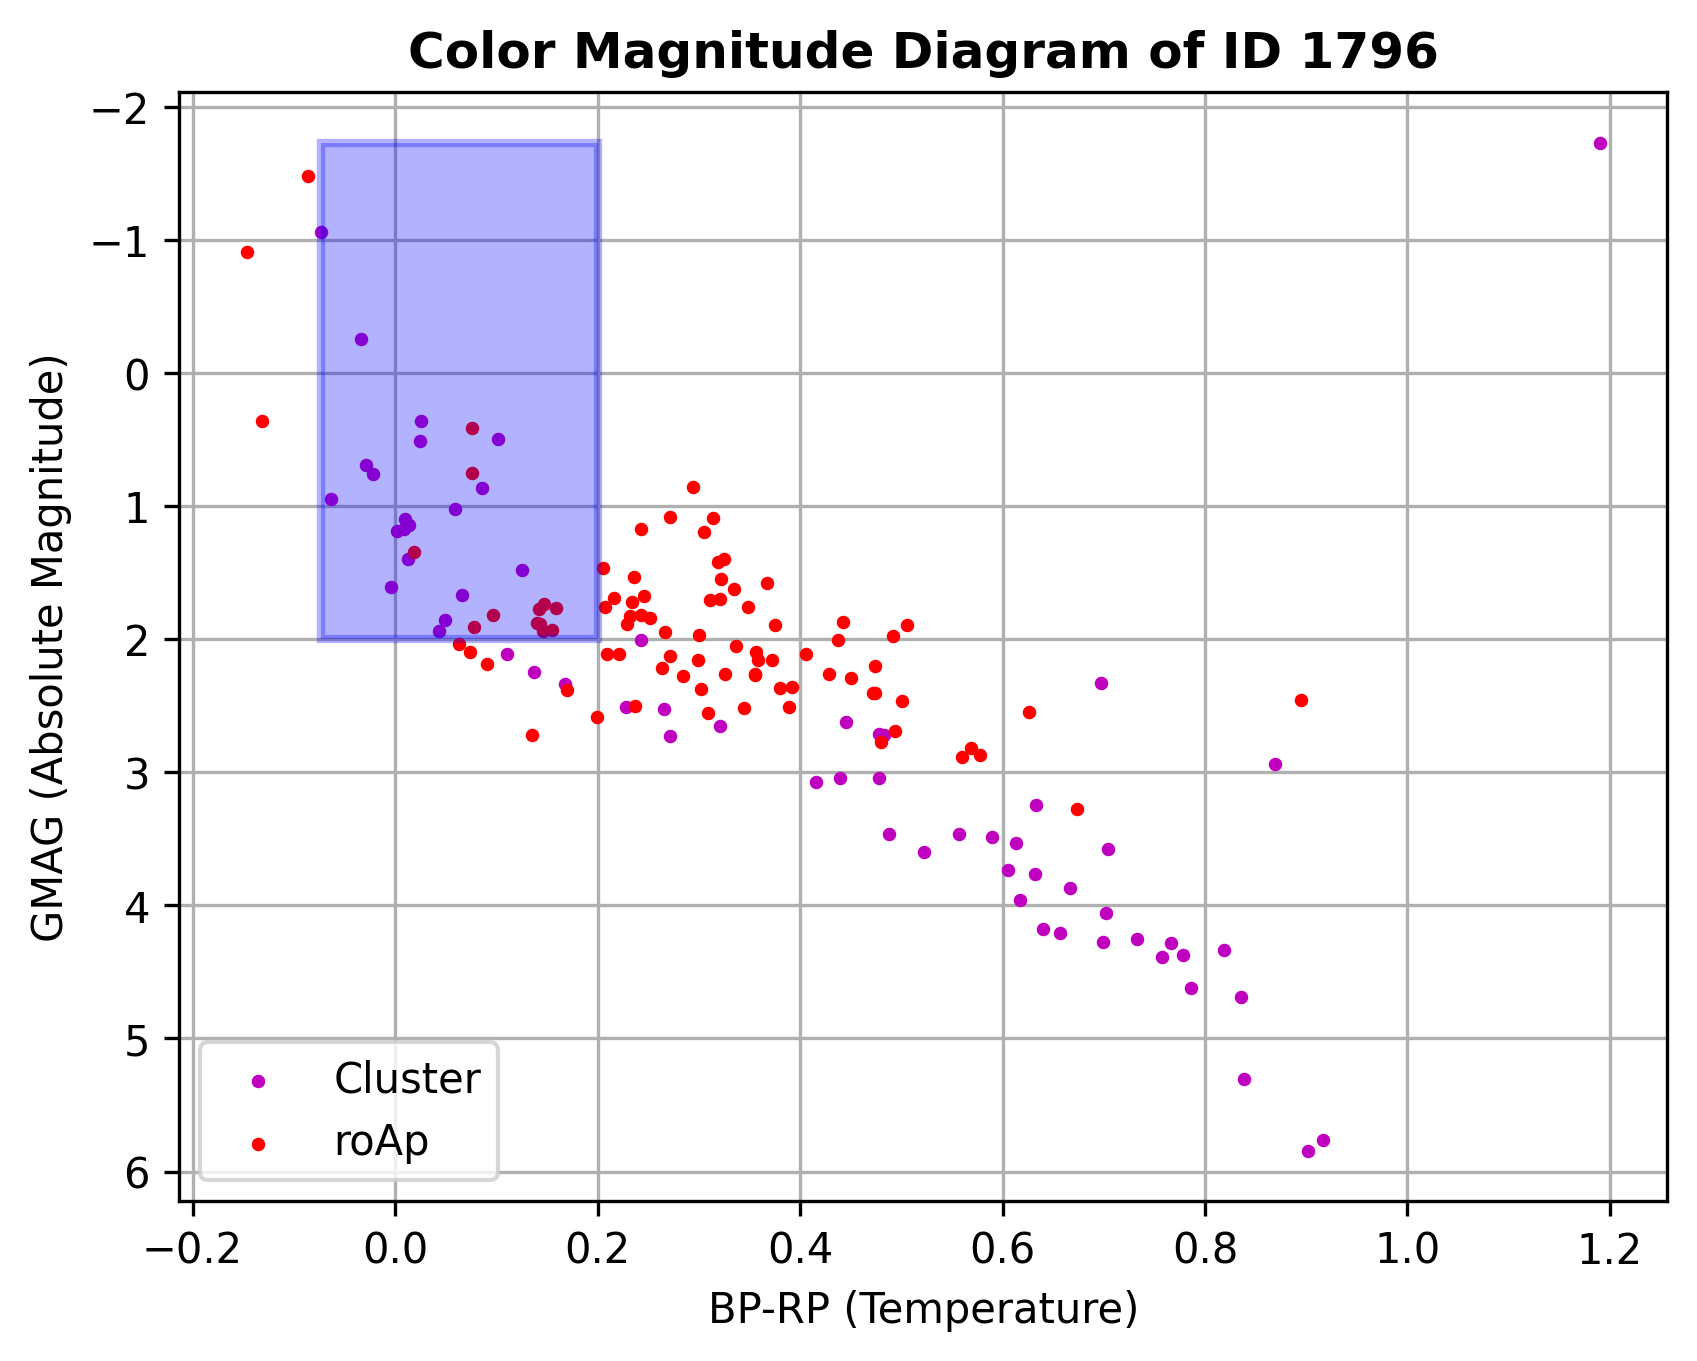 Color Magnitude Diagram of ID 1796
−2
−1
0
1
2
3
4
5
6
GMAG (Absolute Magnitude)
Cluster
roAp
−0.2 0.0 0.2 0.4 0.6 0.8 1.0 1.2
BP-RP (Temperature)